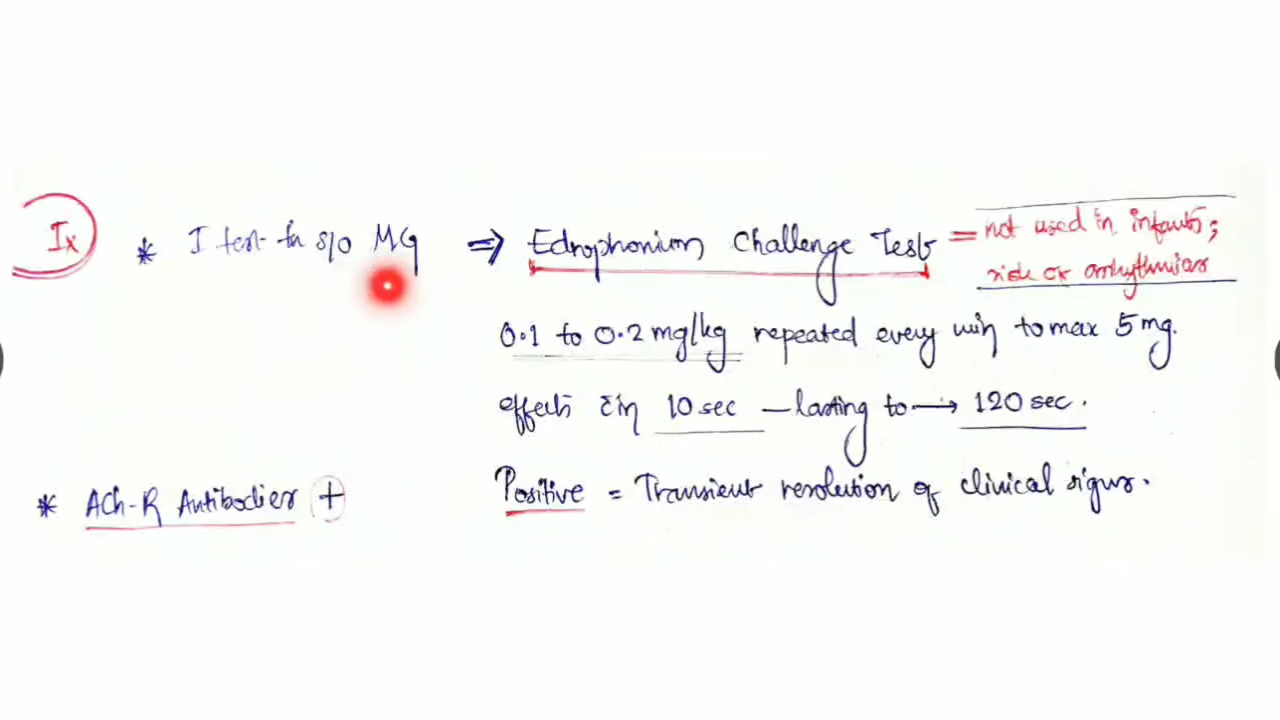 Ix
* I test in s/o MG ⇒ Edrophonium Challenge Test = not used in infants;
risk of arrhythmias
0.1 to 0.2 mg/kg repeated every min to max 5 mg.
effects c̄in 10 sec — lasting to → 120 sec.
Positive = Transient resolution of clinical signs.
* ACh-R Antibodies +